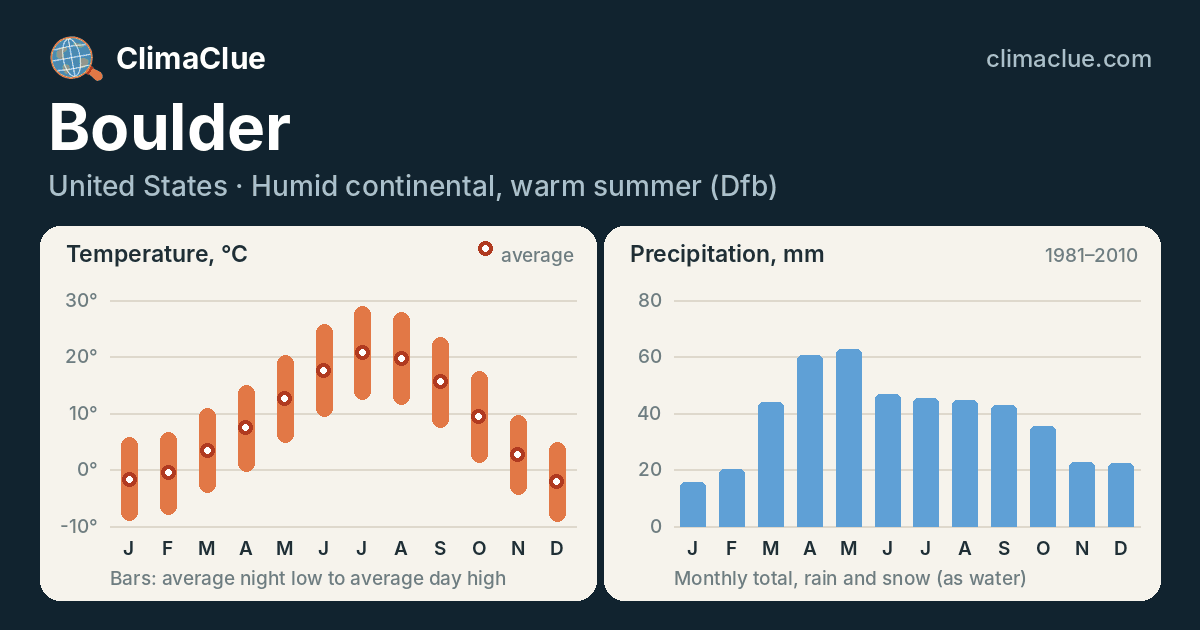 ClimaClue
climaclue.com
Boulder
United States · Humid continental, warm summer (Dfb)
Temperature, °C
average
30°
20°
10°
0°
-10°
J F M A M J J A S O N D
Bars: average night low to average day high
Precipitation, mm
1981–2010
80
60
40
20
0
J F M A M J J A S O N D
Monthly total, rain and snow (as water)